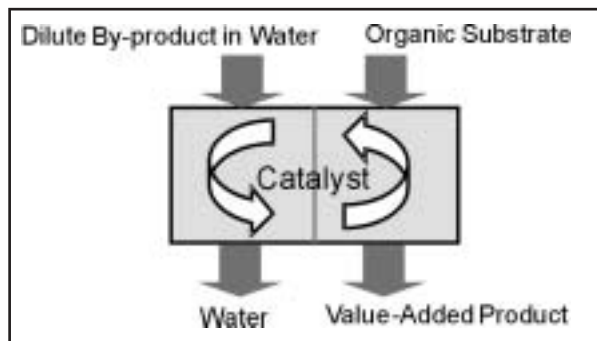 Dilute By-product in Water
Organic Substrate
Catalyst
Water
Value-Added Product